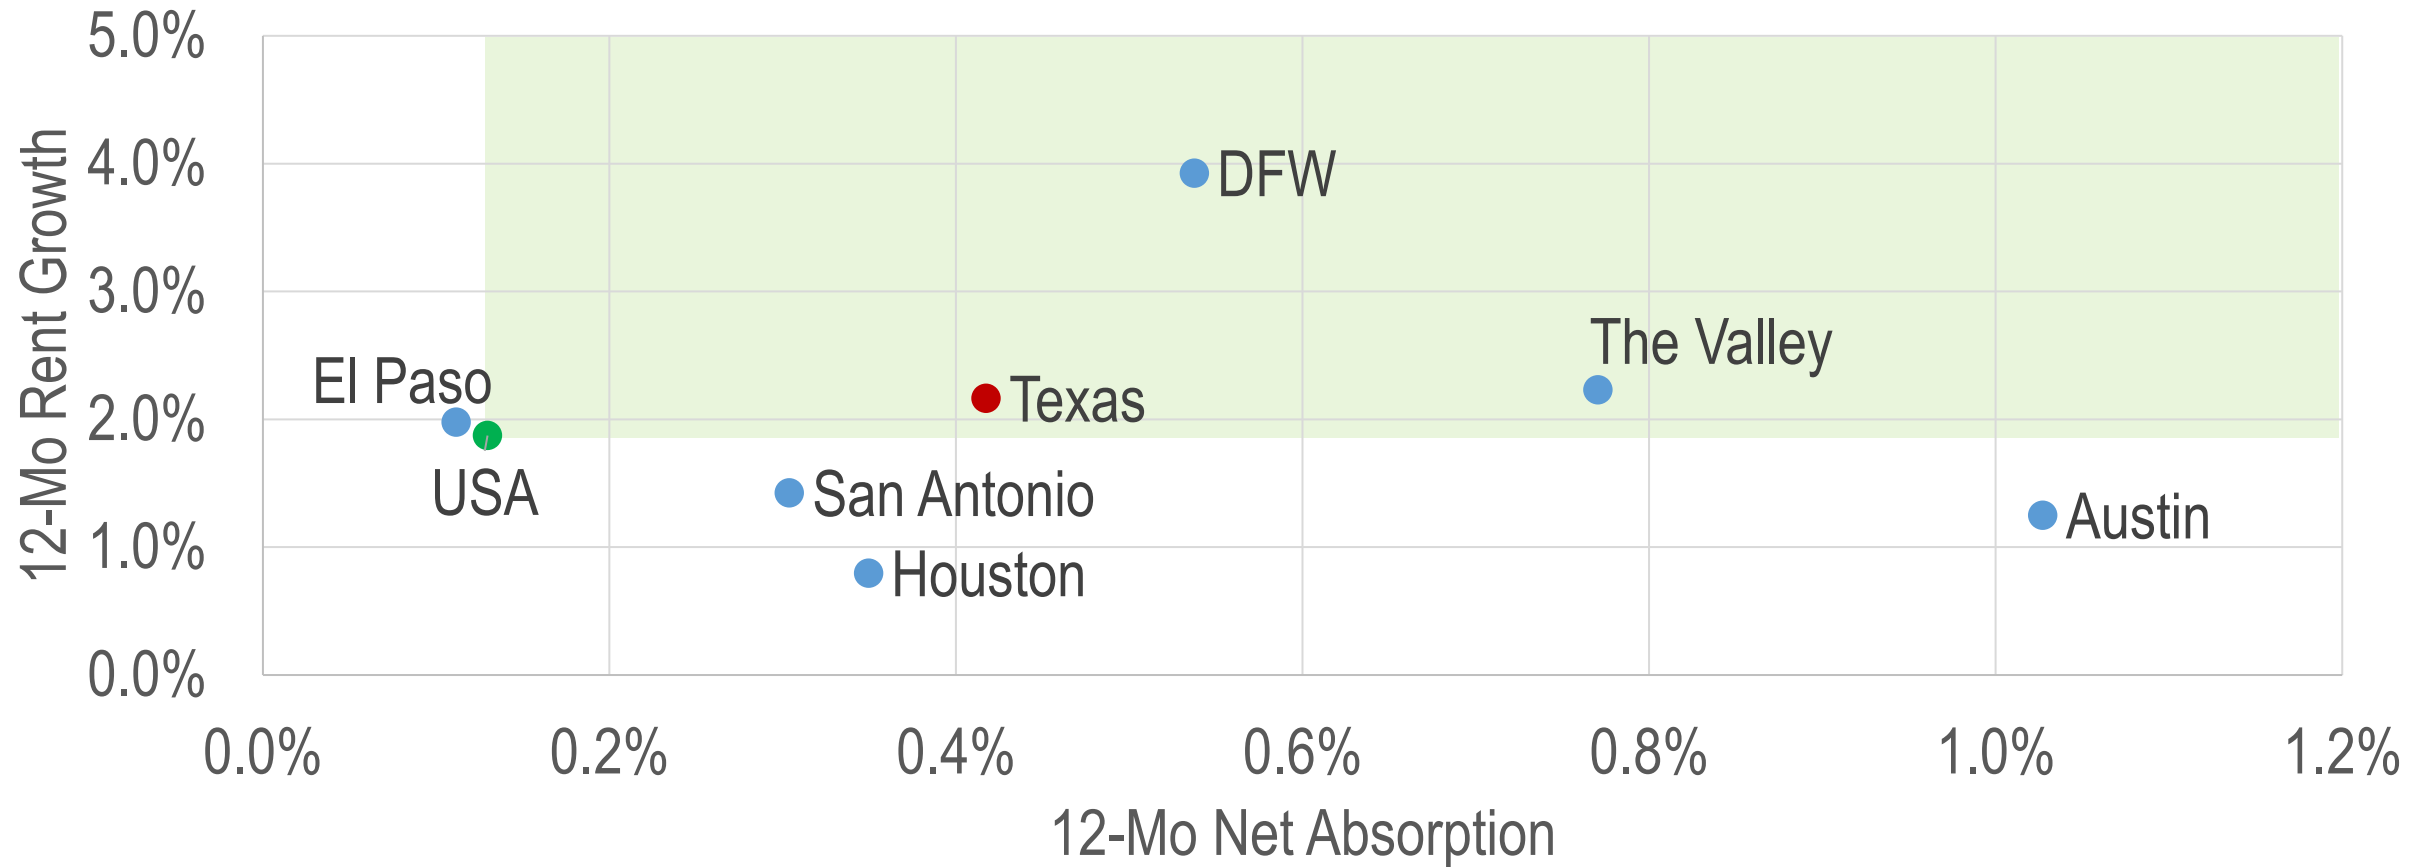 5.0%
4.0%
3.0%
2.0%
1.0%
0.0%
12-Mo Rent Growth
DFW
The Valley
El Paso
Texas
USA
San Antonio
Austin
Houston
0.0% 0.2% 0.4% 0.6% 0.8% 1.0% 1.2%
12-Mo Net Absorption